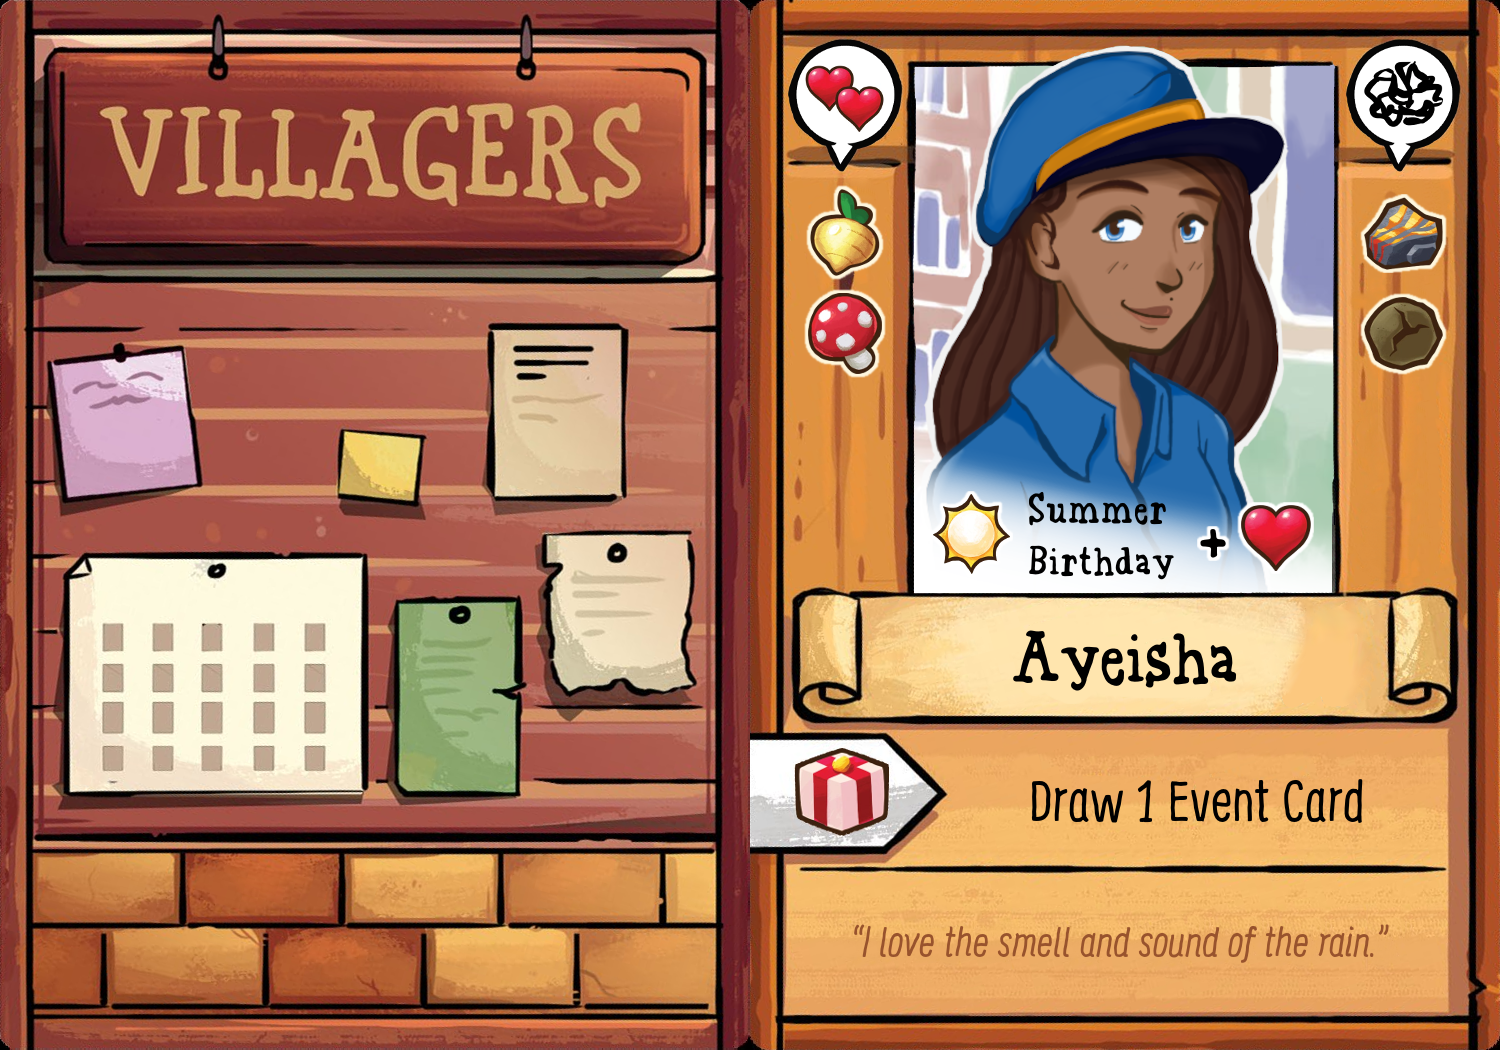 VILLAGERS
Summer
Birthday
+
Ayeisha
Draw 1 Event Card
"I love the smell and sound of the rain."